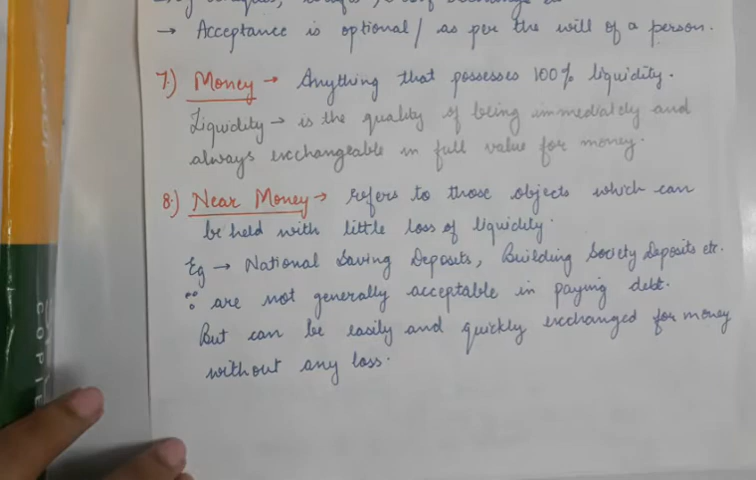 → Acceptance is optional / as per the will of a person.
7.) Money → Anything that possesses 100% liquidity.
Liquidity → is the quality of being immediately and
always exchangeable in full value for money.
8.) Near Money → refers to those objects which can
be held with little loss of liquidity.
Eg → National Saving Deposits, Building Society Deposits etc.
∵ are not generally acceptable in paying debt.
But can be easily and quickly exchanged for money
without any loss.
COPIE